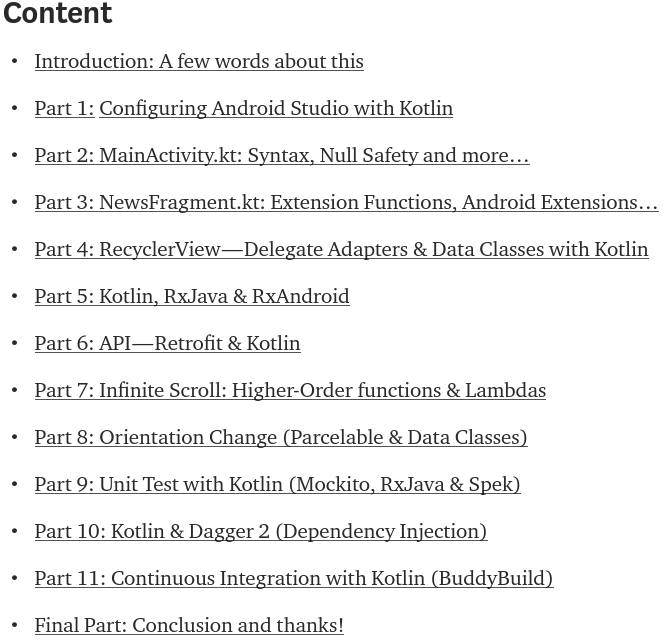 Content
• Introduction: A few words about this
• Part 1: Configuring Android Studio with Kotlin
• Part 2: MainActivity.kt: Syntax, Null Safety and more…
• Part 3: NewsFragment.kt: Extension Functions, Android Extensions…
• Part 4: RecyclerView — Delegate Adapters & Data Classes with Kotlin
• Part 5: Kotlin, RxJava & RxAndroid
• Part 6: API — Retrofit & Kotlin
• Part 7: Infinite Scroll: Higher-Order functions & Lambdas
• Part 8: Orientation Change (Parcelable & Data Classes)
• Part 9: Unit Test with Kotlin (Mockito, RxJava & Spek)
• Part 10: Kotlin & Dagger 2 (Dependency Injection)
• Part 11: Continuous Integration with Kotlin (BuddyBuild)
• Final Part: Conclusion and thanks!